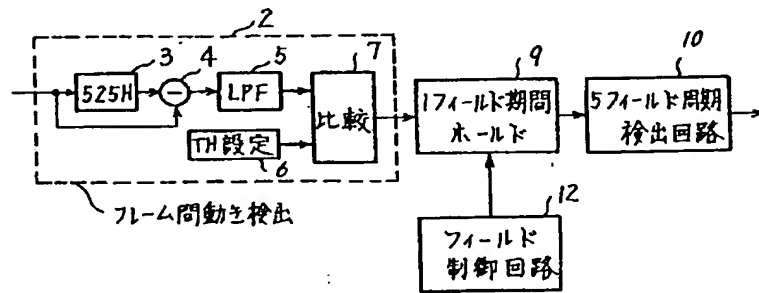 2
3
4
5
7
9
10
525H
−
LPF
比較
1フィールド期間
ホールド
5フィールド周期
検出回路
TH設定
6
フレーム間動き検出
12
フィールド
制御回路